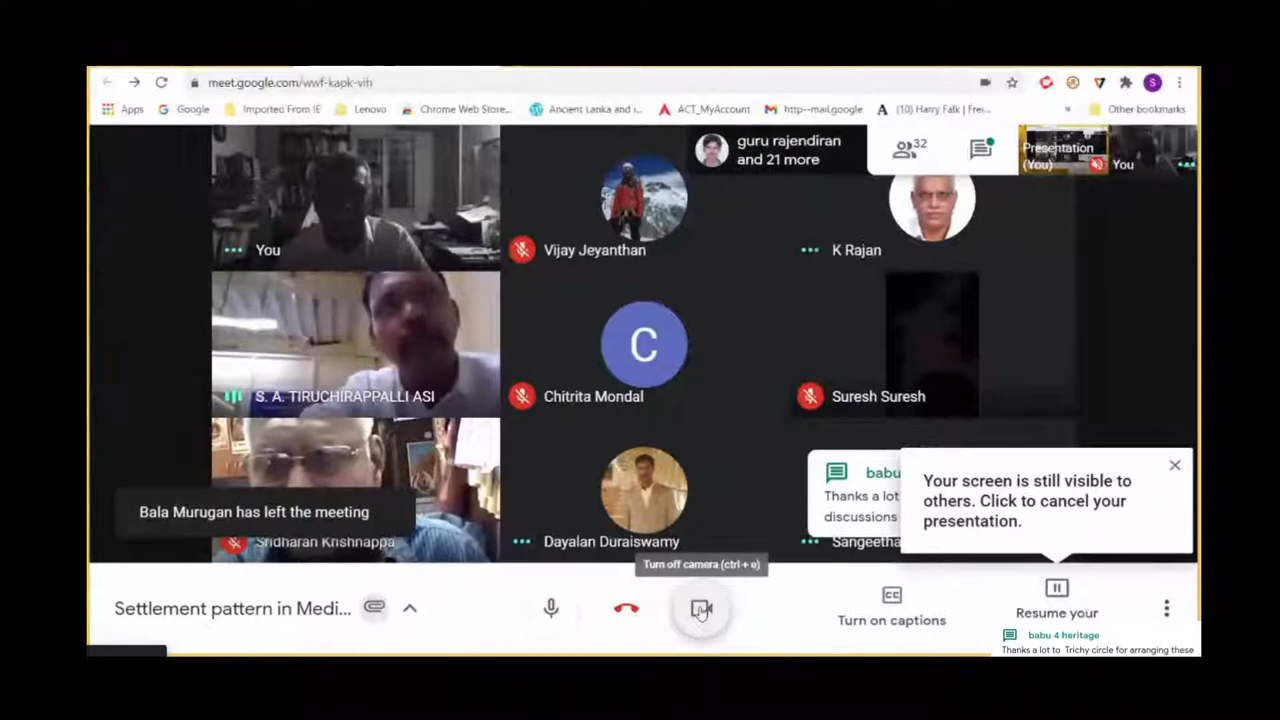 meet.google.com/wwf-kapk-vih
Apps
Google
Imported From IE
Lenovo
Chrome Web Store...
Ancient Lanka and i...
ACT_MyAccount
http--mail.google
(10) Harry Falk | Frei...
»
Other bookmarks
S
guru rajendiran
and 21 more
32
Presentation
(You)
You
You
Vijay Jeyanthan
K Rajan
S. A. TIRUCHIRAPPALLI ASI
C
Chitrita Mondal
Suresh Suresh
babu
Thanks a lot
discussions
Your screen is still visible to
others. Click to cancel your
presentation.
Bala Murugan has left the meeting
Sridharan Krishnappa
Dayalan Duraiswamy
Sangeetha
Turn off camera (ctrl + e)
Settlement pattern in Medi...
CC
Turn on captions
Resume your
babu 4 heritage
Thanks a lot to Trichy circle for arranging these